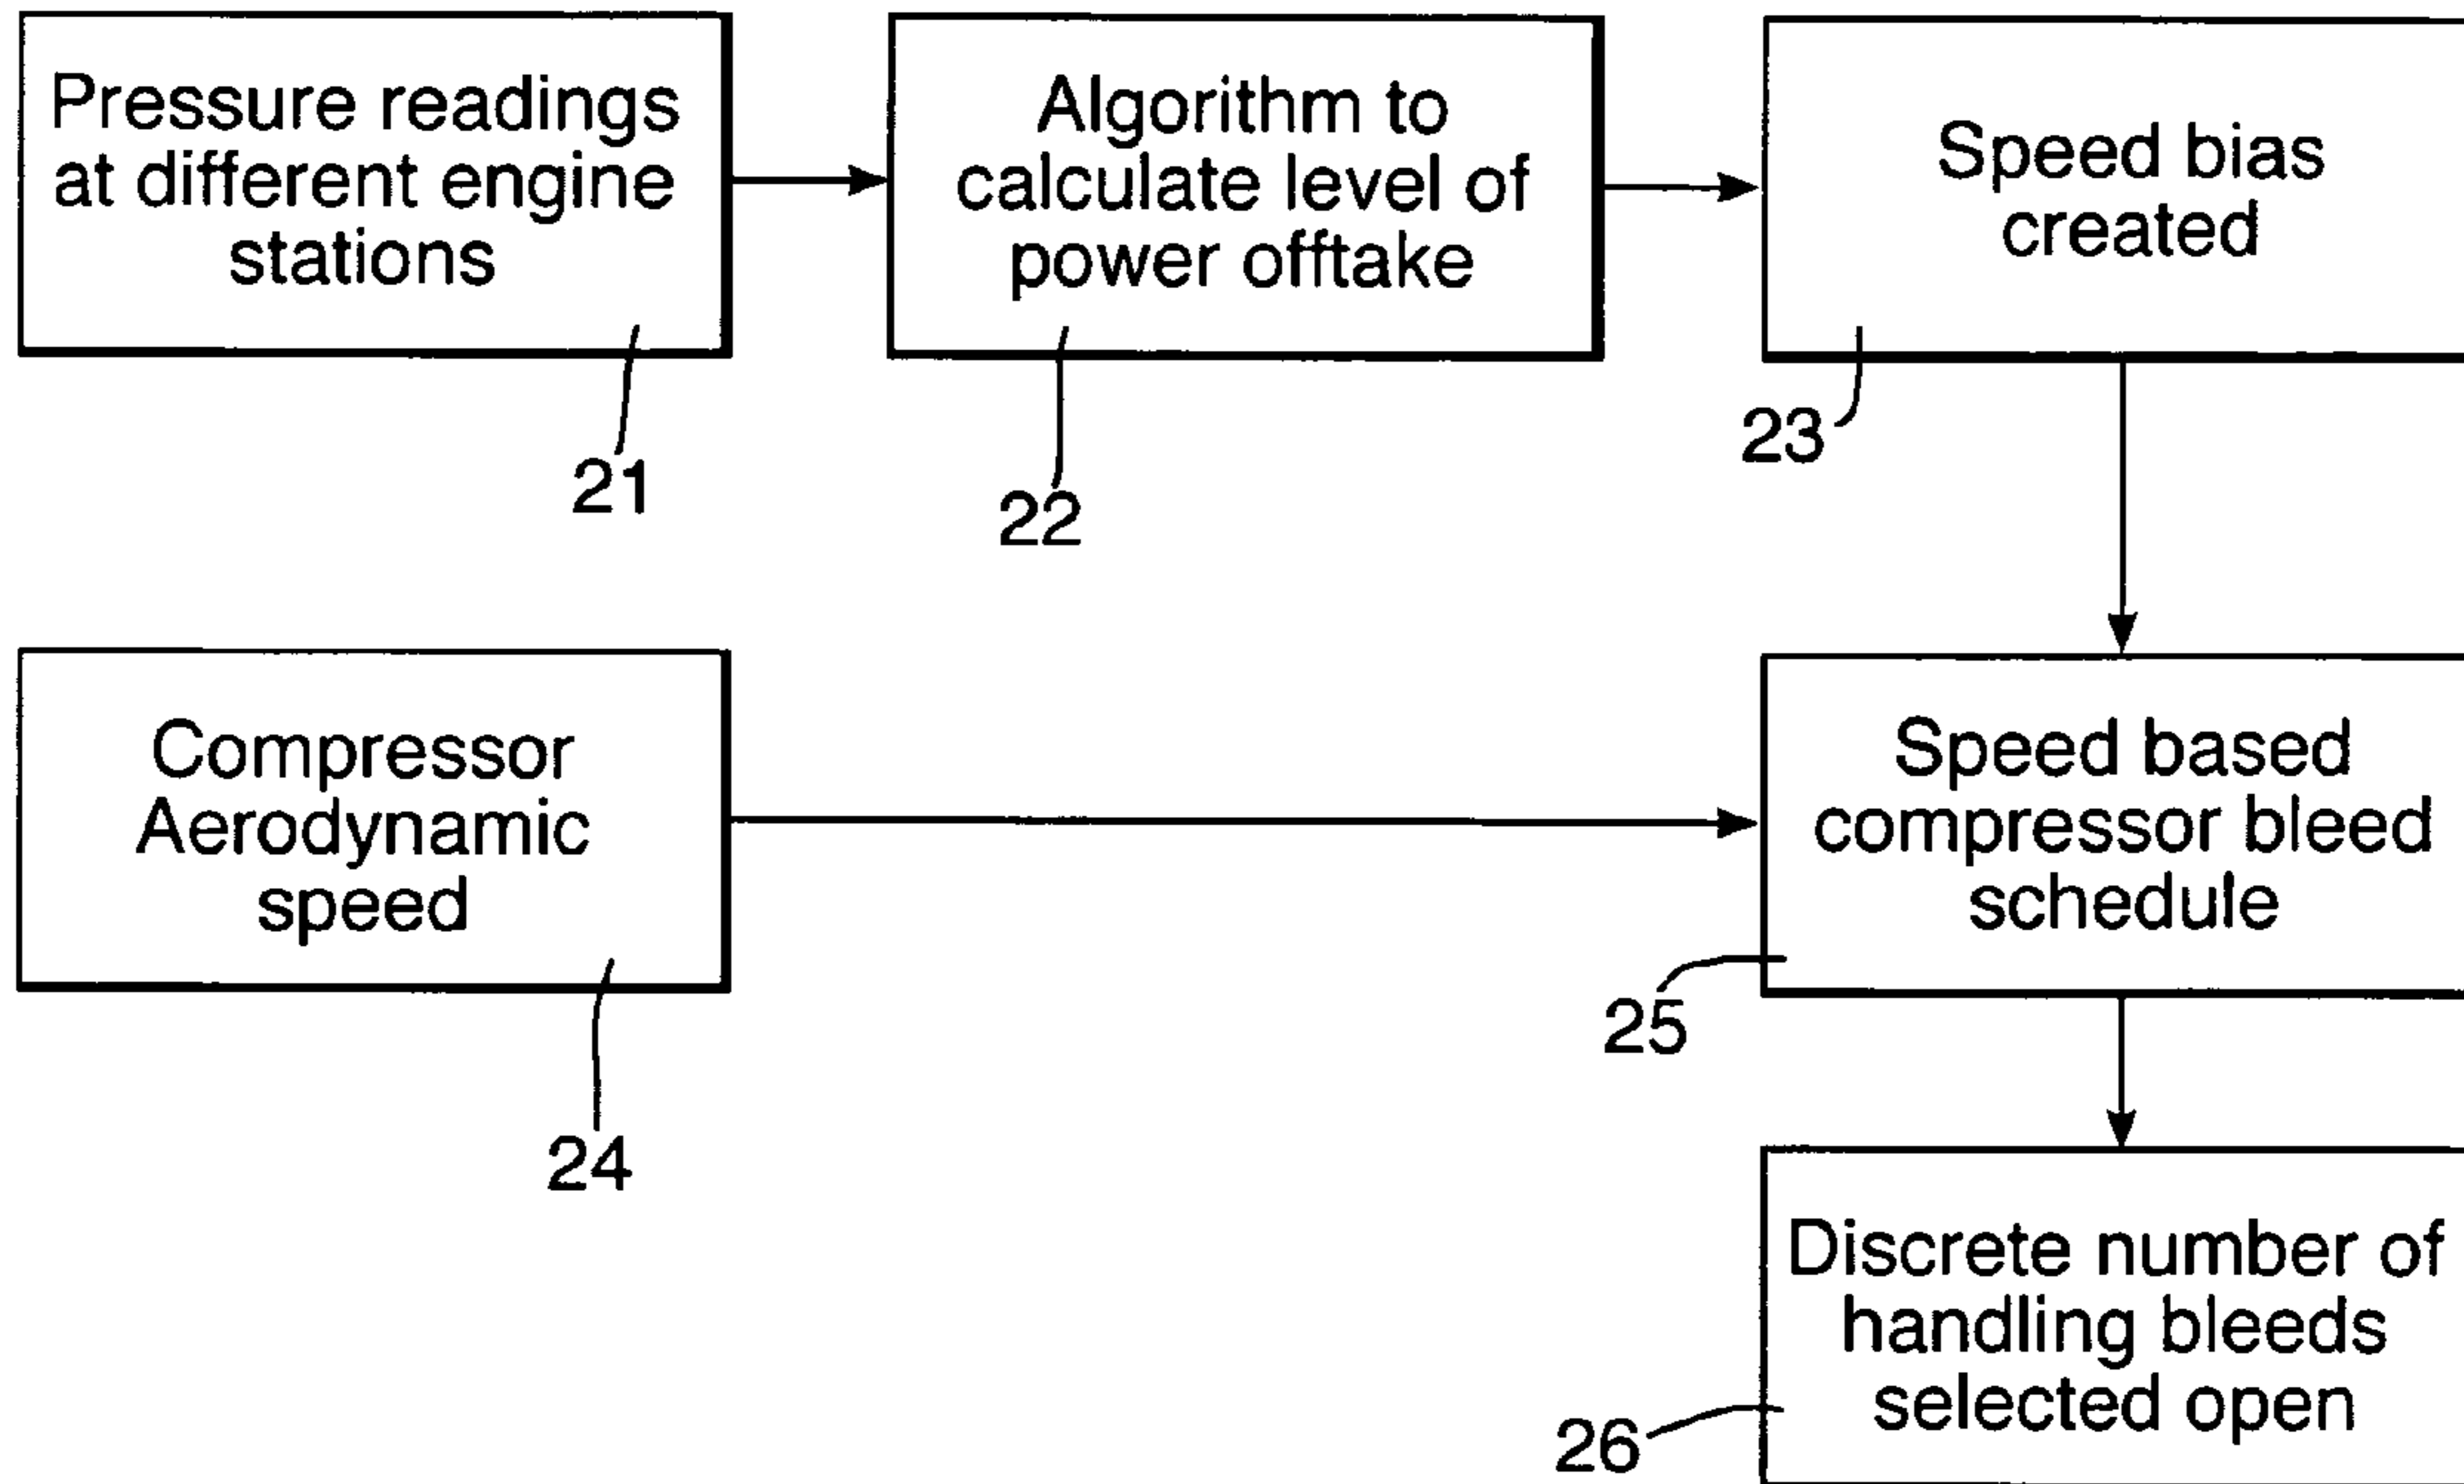 Pressure readings
at different engine
stations
21
Algorithm to
calculate level of
power offtake
22
Speed bias
created
23
Compressor
Aerodynamic
speed
24
Speed based
compressor bleed
schedule
25
Discrete number of
handling bleeds
selected open
26